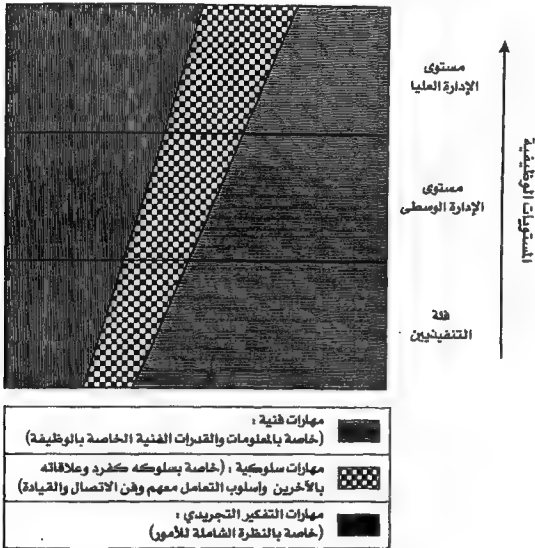 مستوى
الإدارة العليا
مستوى
الإدارة الوسطى
فئة
التنفيذيين
المستويات الوظيفية
مهارات فنية :
(خاصة بالمعلومات والقدرات الفنية الخاصة بالوظيفة)
مهارات سلوكية : (خاصة بسلوكه كفرد وعلاقاته
بالآخرين وأسلوب التعامل معهم وفن الاتصال والقيادة)
مهارات التفكير التجريدي :
(خاصة بالنظرة الشاملة للأمور)